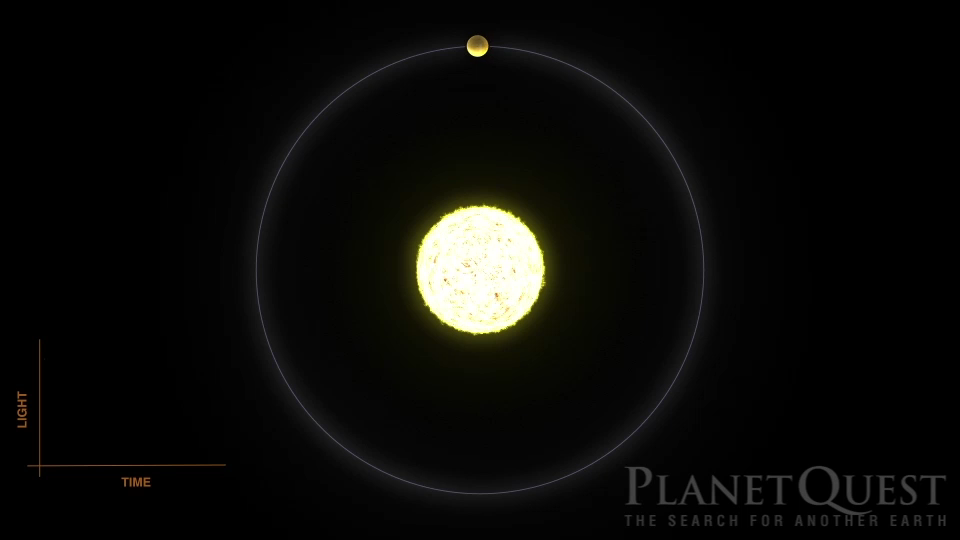 LIGHT
TIME
PLANETQUEST
THE SEARCH FOR ANOTHER EARTH